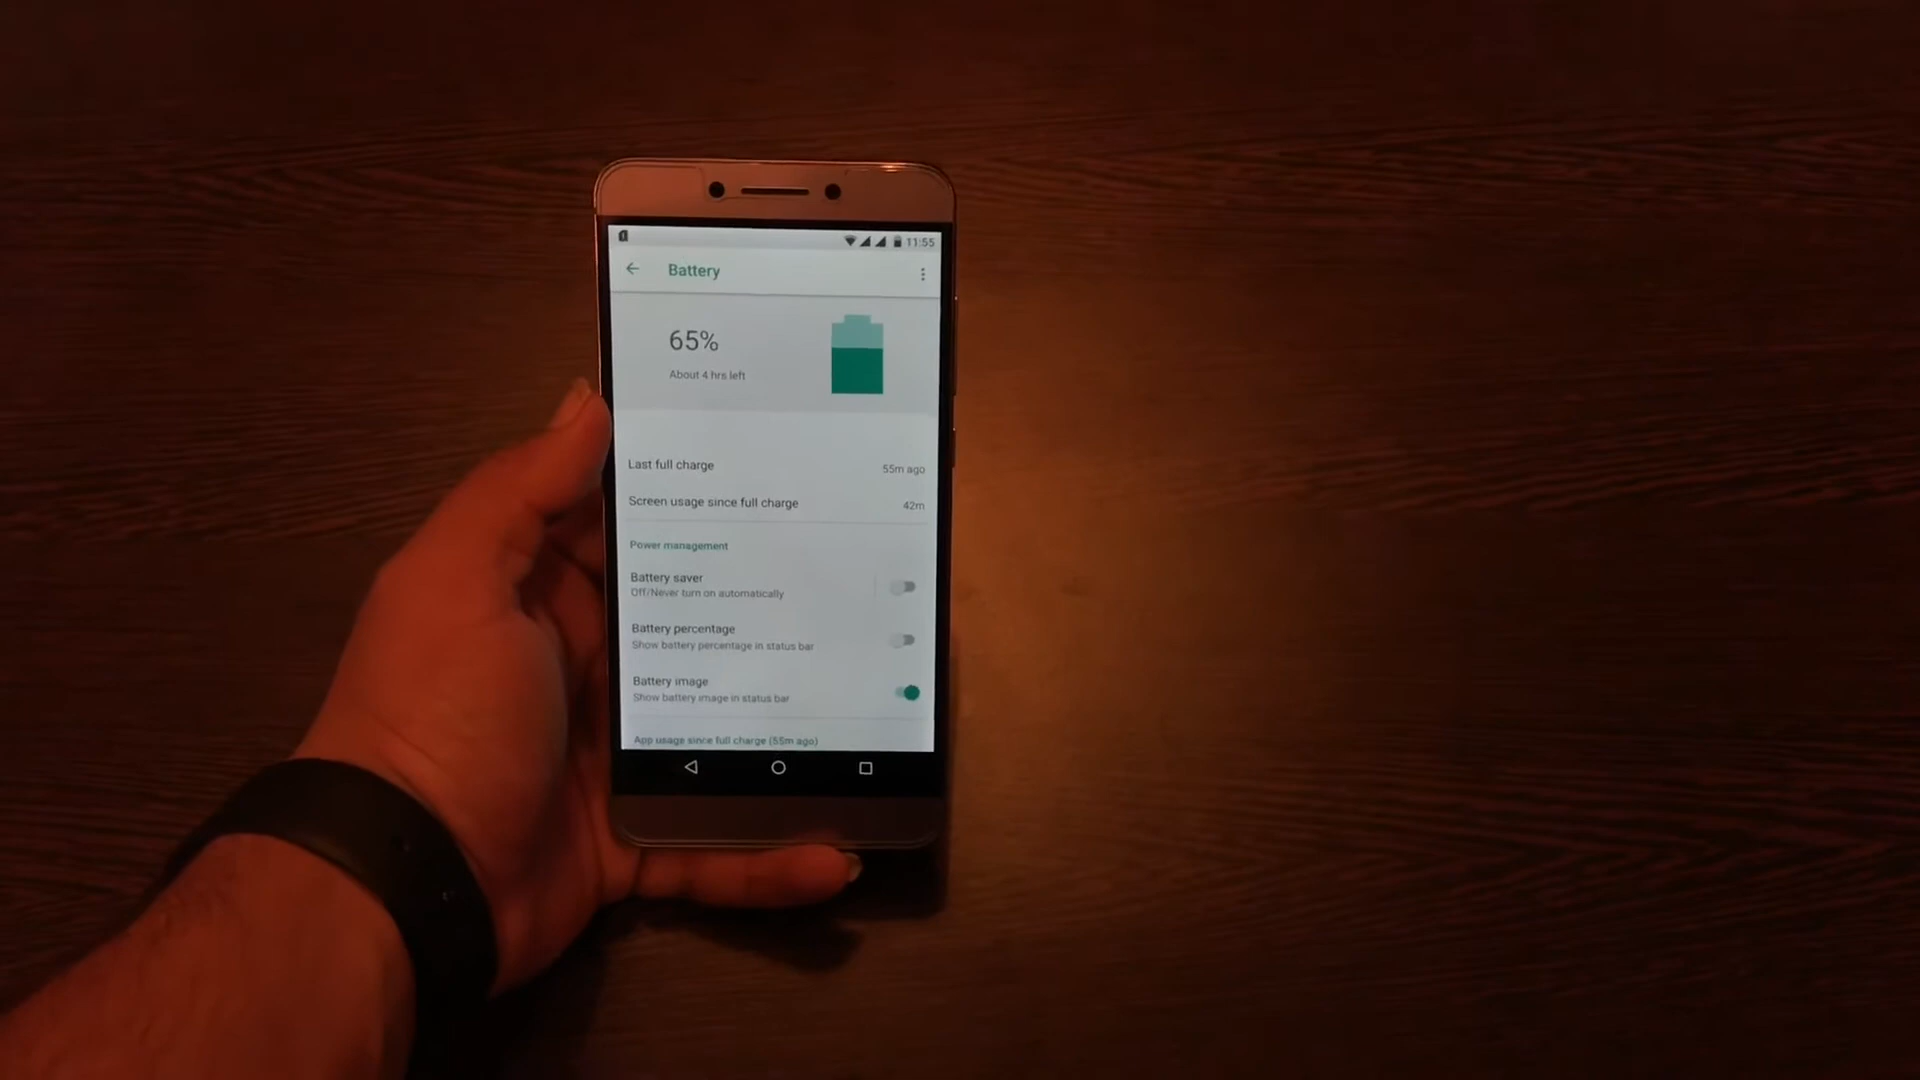 11:55
Battery
65%
About 4 hrs left
Last full charge
55m ago
Screen usage since full charge
42m
Power management
Battery saver
Off/Never turn on automatically
Battery percentage
Show battery percentage in status bar
Battery image
Show battery image in status bar
App usage since full charge (55m ago)